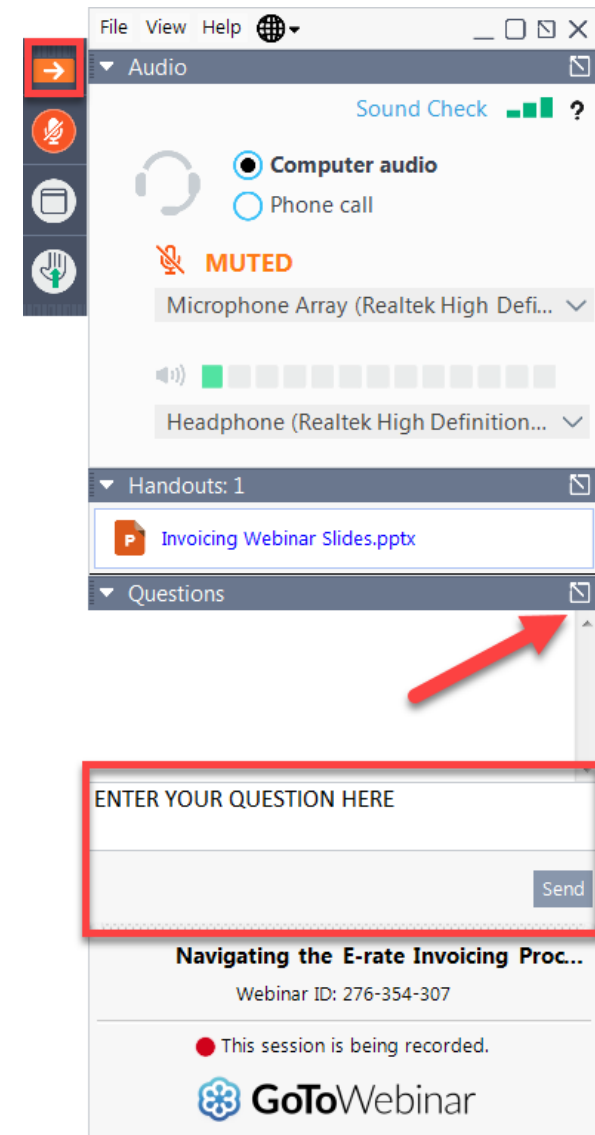 File View Help
Audio
Sound Check ?
Computer audio
Phone call
MUTED
Microphone Array (Realtek High Defi...
Headphone (Realtek High Definition...
Handouts: 1
P Invoicing Webinar Slides.pptx
Questions
ENTER YOUR QUESTION HERE
Send
Navigating the E-rate Invoicing Proc...
Webinar ID: 276-354-307
This session is being recorded.
GoToWebinar